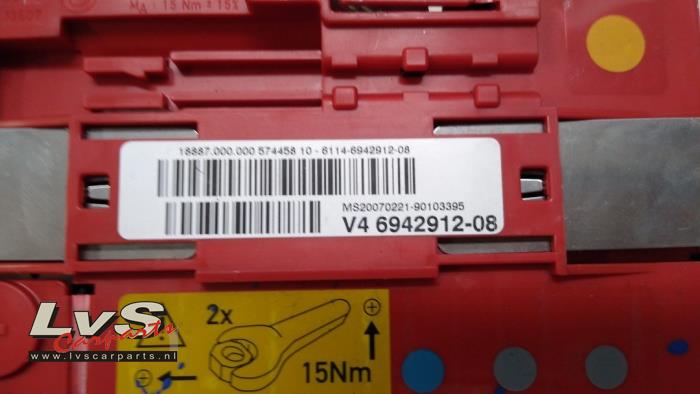 MA : 15 Nm ± 15%
18887.000.000 574458 10 - 6114-6942912-08
MS20070221-90103395
V4 6942912-08
2x
15Nm
LvS
Carparts
www.lvscarparts.nl